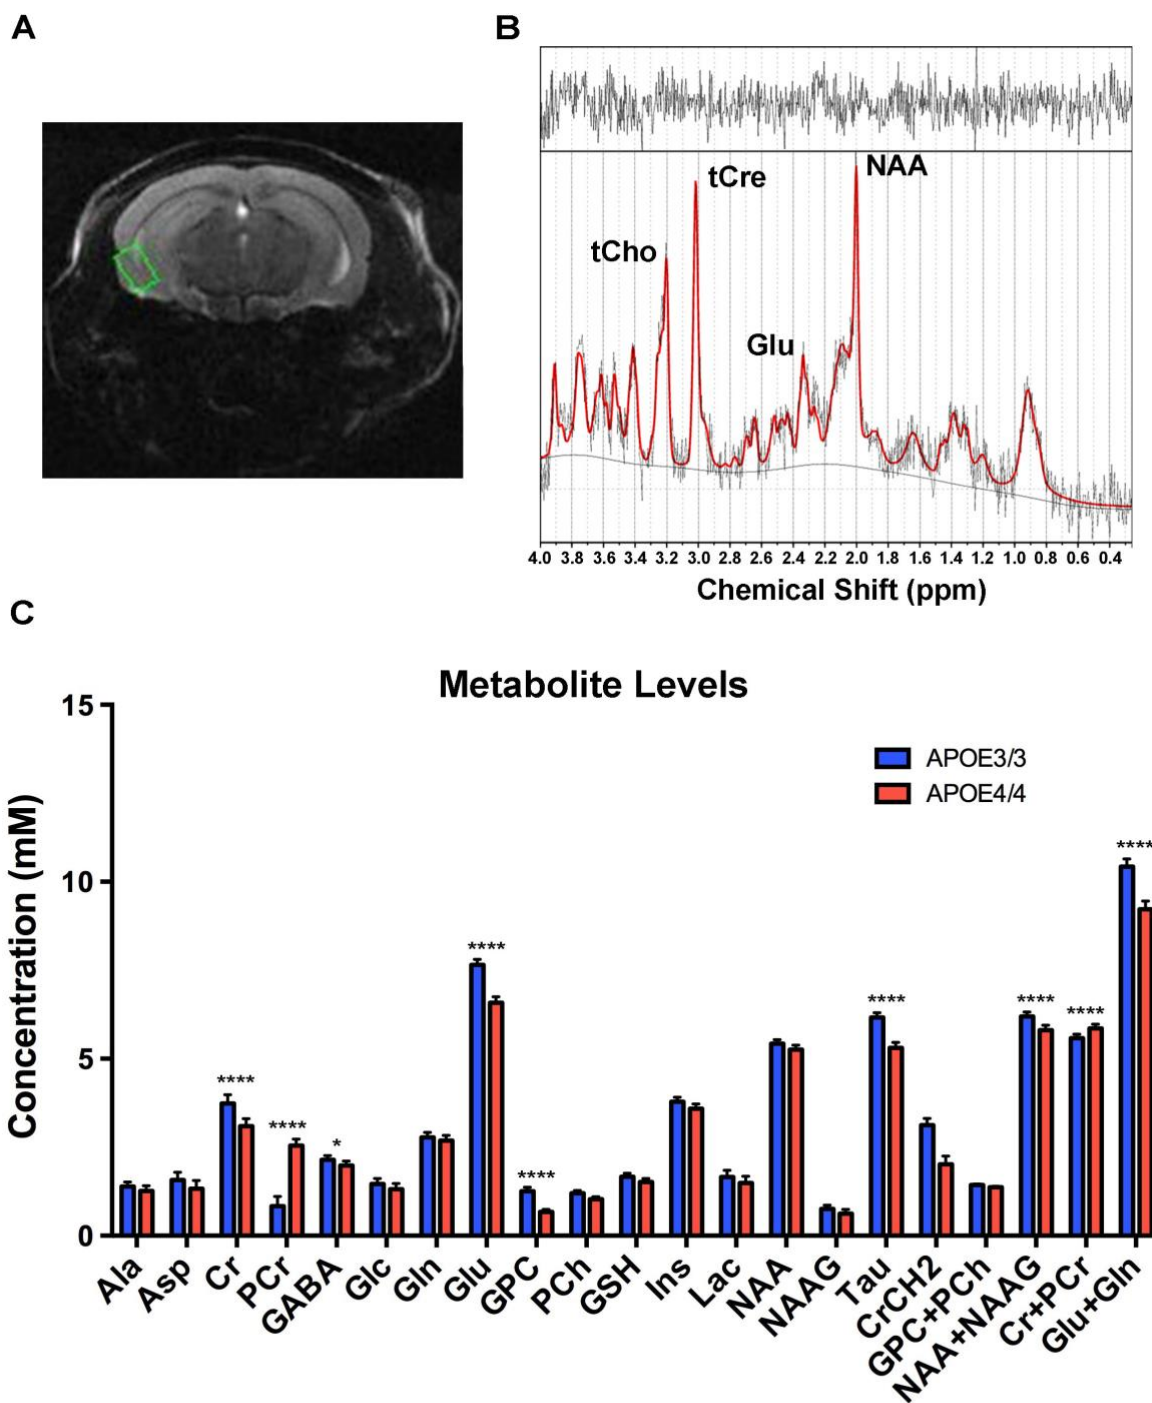 A
B
tCre
NAA
tCho
Glu
4.0 3.8 3.6 3.4 3.2 3.0 2.8 2.6 2.4 2.2 2.0 1.8 1.6 1.4 1.2 1.0 0.8 0.6 0.4
Chemical Shift (ppm)
C
Metabolite Levels
15
10
5
0
Concentration (mM)
APOE3/3
APOE4/4
****
****
*
****
****
****
****
****
****
Ala
Asp
Cr
PCr
GABA
Glc
Gln
Glu
GPC
PCh
GSH
Ins
Lac
NAA
NAAG
Tau
CrCH2
GPC+PCh
NAA+NAAG
Cr+PCr
Glu+Gln